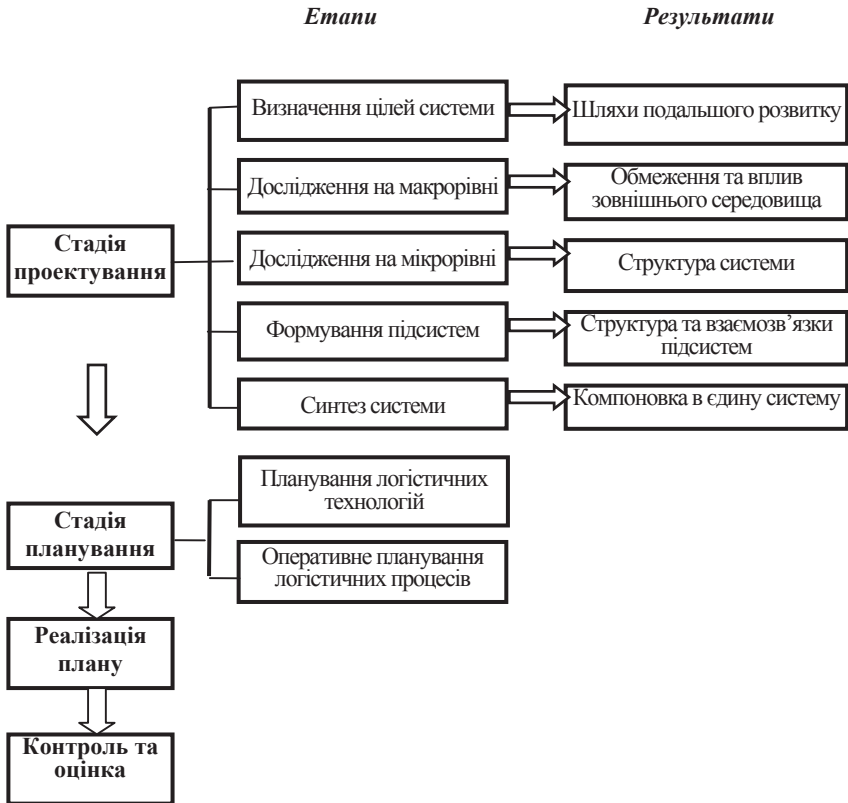 Етапи
Результати
Визначення цілей системи
Шляхи подальшого розвитку
Дослідження на макрорівні
Обмеження та вплив
зовнішнього середовища
Стадія
проектування
Дослідження на мікрорівні
Структура системи
Формування підсистем
Структура та взаємозв’язки
підсистем
Синтез системи
Компоновка в єдину систему
Стадія
планування
Планування логістичних
технологій
Оперативне планування
логістичних процесів
Реалізація
плану
Контроль та
оцінка